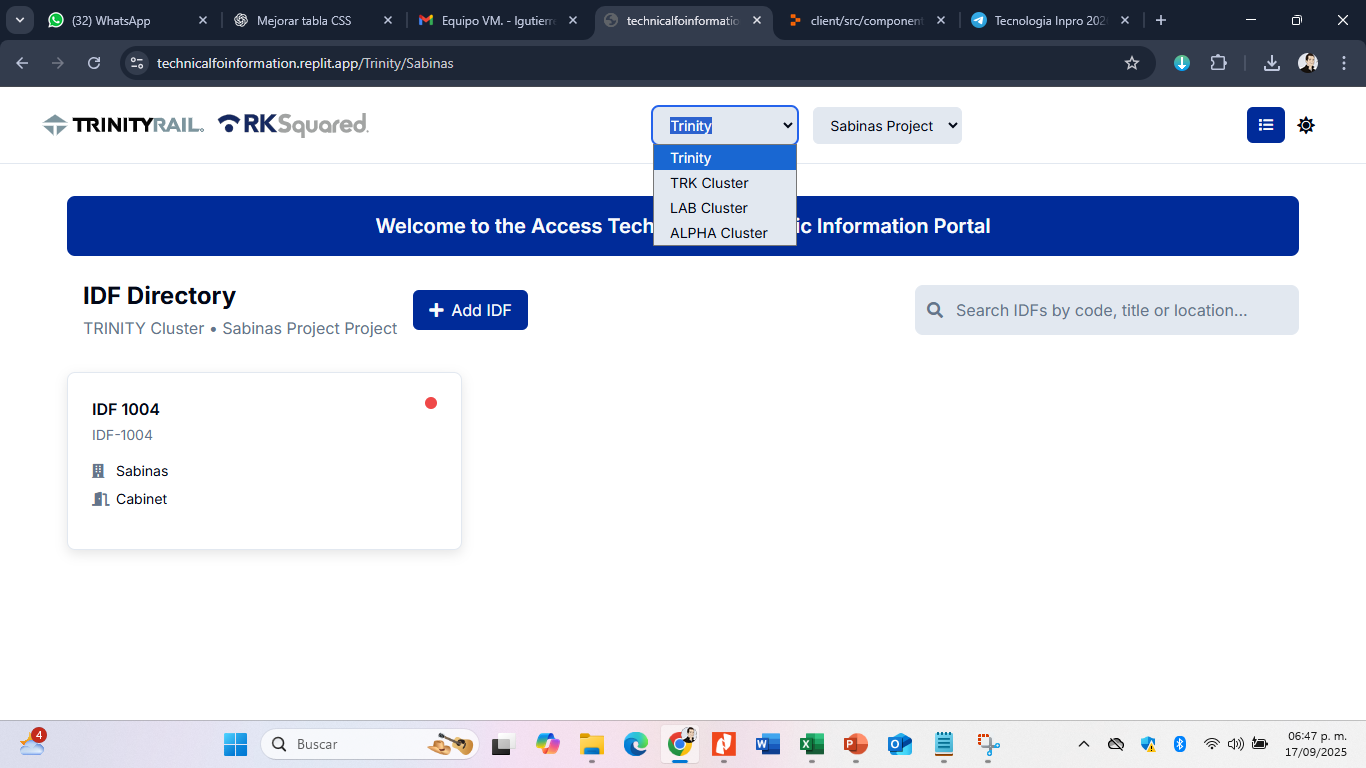 (32) WhatsApp
Mejorar tabla CSS
Equipo VM. - lgutierr
technicalfoinformatio
client/src/component
Tecnologia Inpro 202
technicalfoinformation.replit.app/Trinity/Sabinas
TRINITYRAIL. RKSquared.
Trinity
Sabinas Project
Trinity
TRK Cluster
LAB Cluster
ALPHA Cluster
Welcome to the Access Tech ic Information Portal
IDF Directory
TRINITY Cluster • Sabinas Project Project
Add IDF
Search IDFs by code, title or location...
IDF 1004
IDF-1004
Sabinas
Cabinet
4
Buscar
06:47 p. m.
17/09/2025